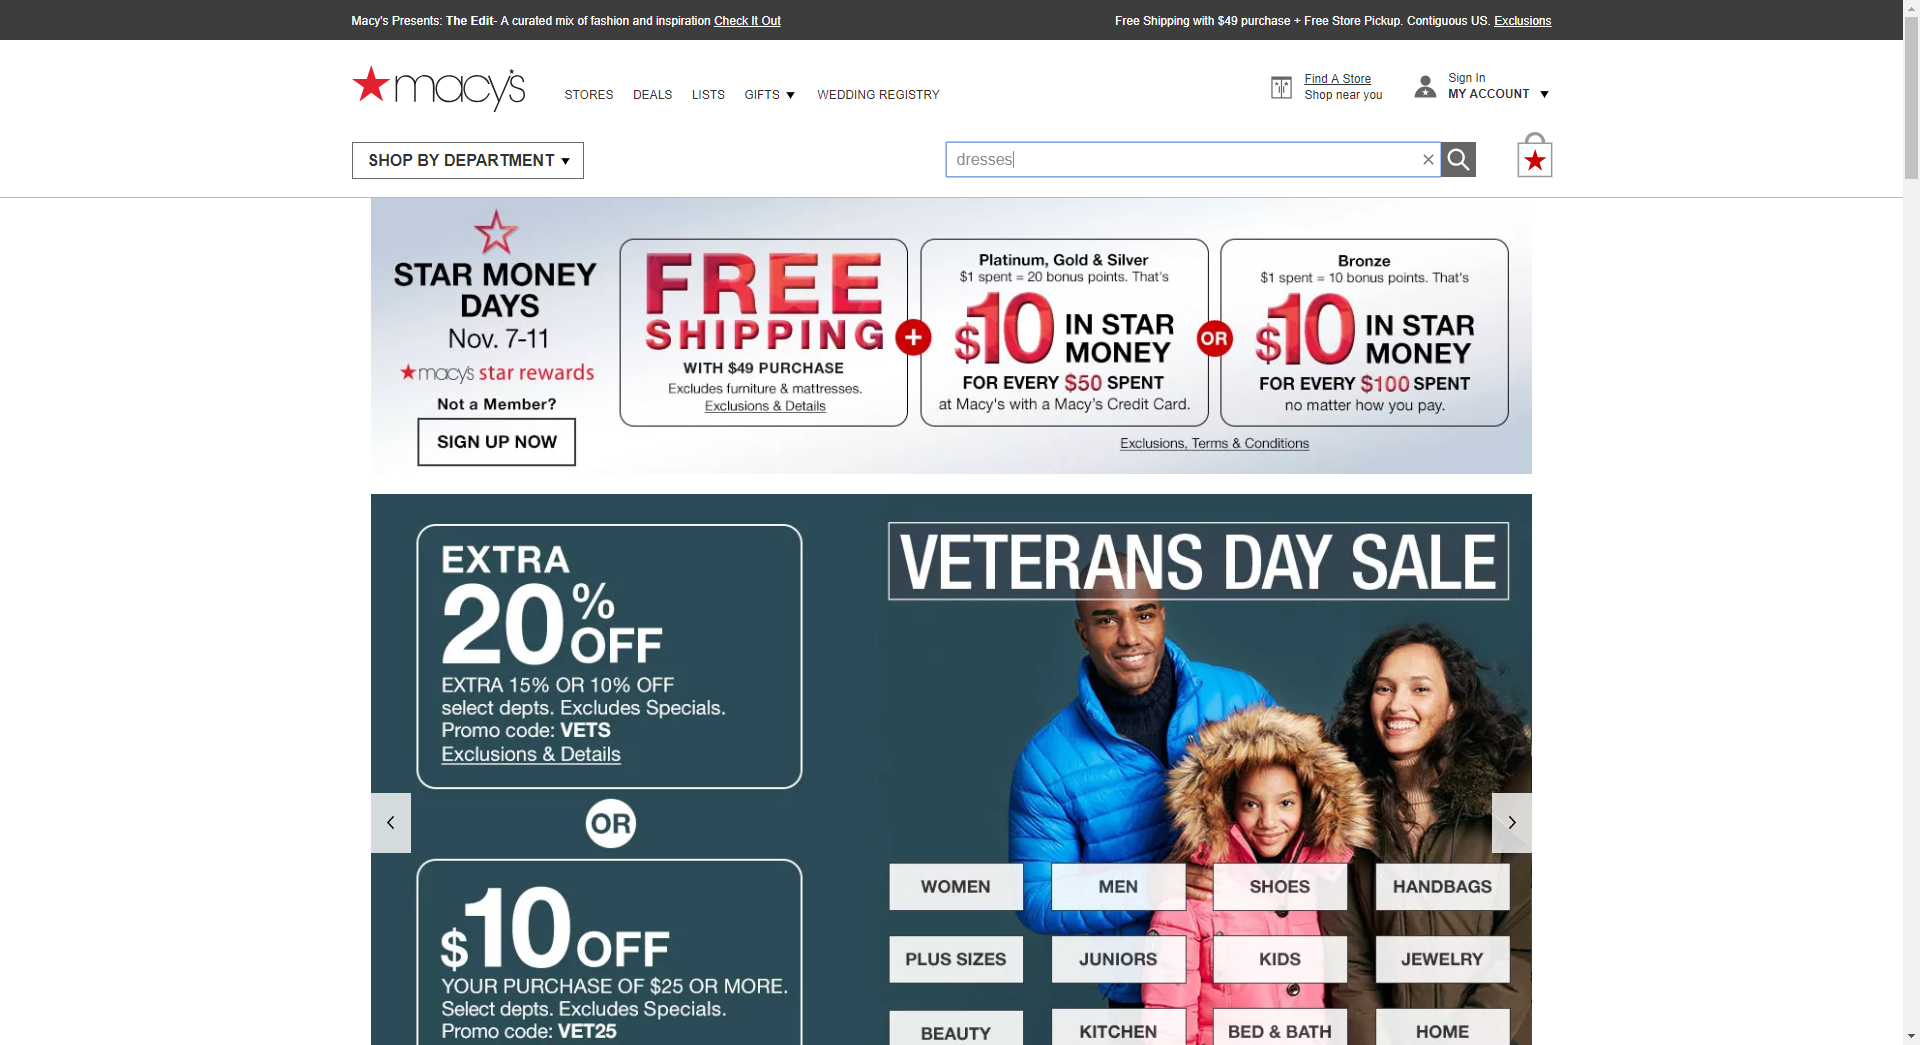 Macy's Presents: The Edit- A curated mix of fashion and inspiration Check It Out
Free Shipping with $49 purchase + Free Store Pickup. Contiguous US. Exclusions
macy's
STORES
DEALS
LISTS
GIFTS
WEDDING REGISTRY
Find A Store
Shop near you
Sign In
MY ACCOUNT
SHOP BY DEPARTMENT
dresses
STAR MONEY
DAYS
Nov. 7-11
macy's star rewards
Not a Member?
SIGN UP NOW
FREE
SHIPPING
WITH $49 PURCHASE
Excludes furniture & mattresses.
Exclusions & Details
+
Platinum, Gold & Silver
$1 spent = 20 bonus points. That's
$10 IN STAR
MONEY
FOR EVERY $50 SPENT
at Macy's with a Macy's Credit Card.
OR
Bronze
$1 spent = 10 bonus points. That's
$10 IN STAR
MONEY
FOR EVERY $100 SPENT
no matter how you pay.
Exclusions, Terms & Conditions
EXTRA
20%
OFF
EXTRA 15% OR 10% OFF
select depts. Excludes Specials.
Promo code: VETS
Exclusions & Details
OR
$10 OFF
YOUR PURCHASE OF $25 OR MORE.
Select depts. Excludes Specials.
Promo code: VET25
VETERANS DAY SALE
WOMEN
MEN
SHOES
HANDBAGS
PLUS SIZES
JUNIORS
KIDS
JEWELRY
BEAUTY
KITCHEN
BED & BATH
HOME